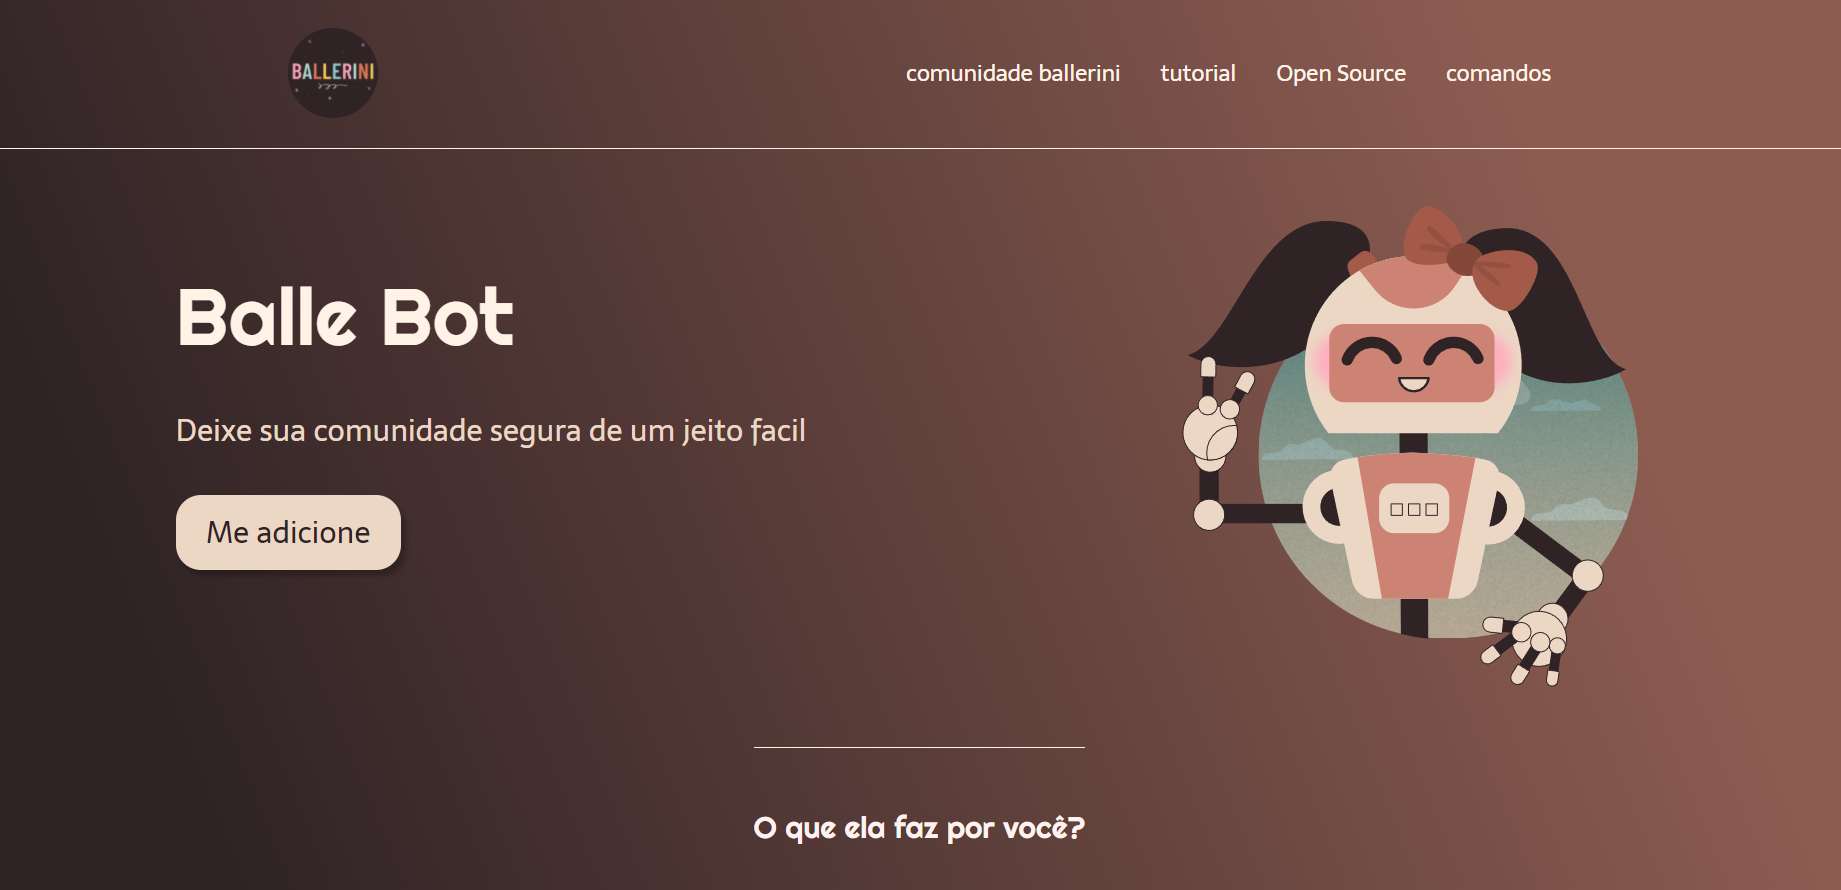 BALLERINI
comunidade ballerini tutorial Open Source comandos
Balle Bot
Deixe sua comunidade segura de um jeito facil
Me adicione
O que ela faz por você?